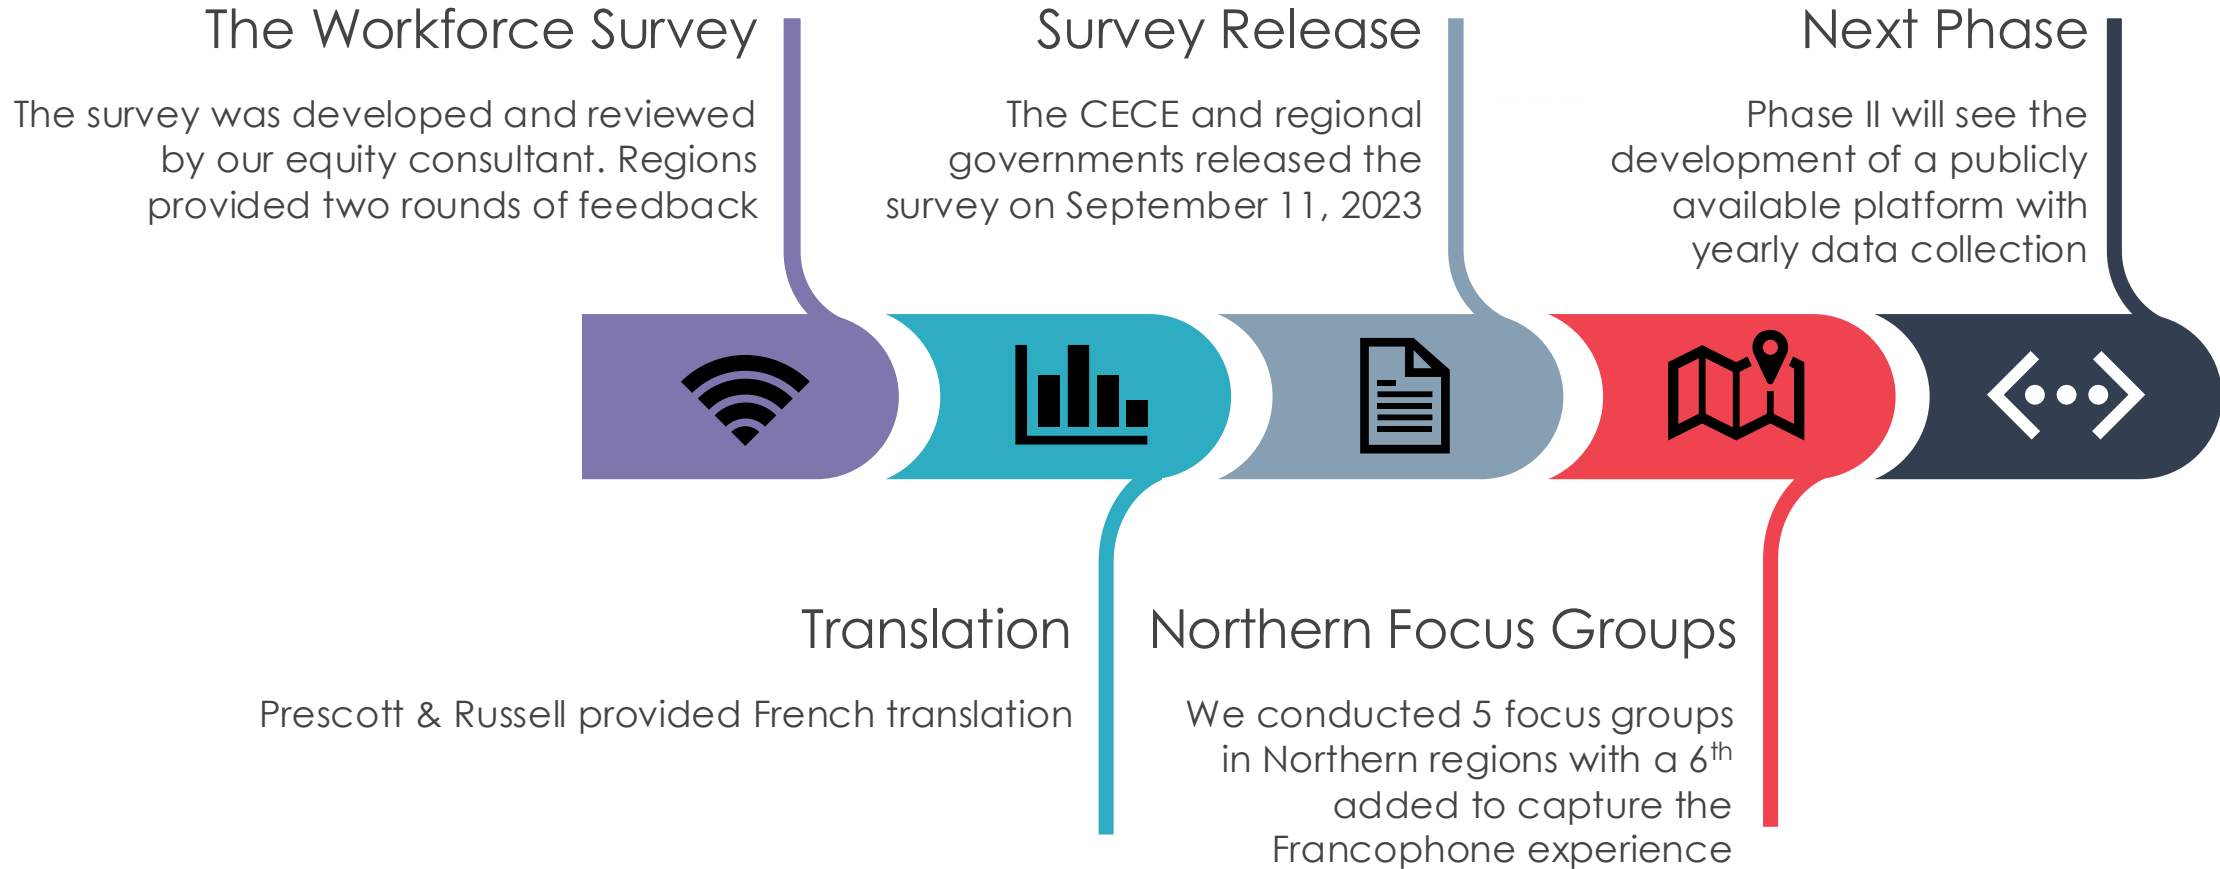 The Workforce Survey
The survey was developed and reviewed
by our equity consultant. Regions
provided two rounds of feedback
Survey Release
The CECE and regional
governments released the
survey on September 11, 2023
Next Phase
Phase II will see the
development of a publicly
available platform with
yearly data collection
Translation
Prescott & Russell provided French translation
Northern Focus Groups
We conducted 5 focus groups
in Northern regions with a 6th
added to capture the
Francophone experience